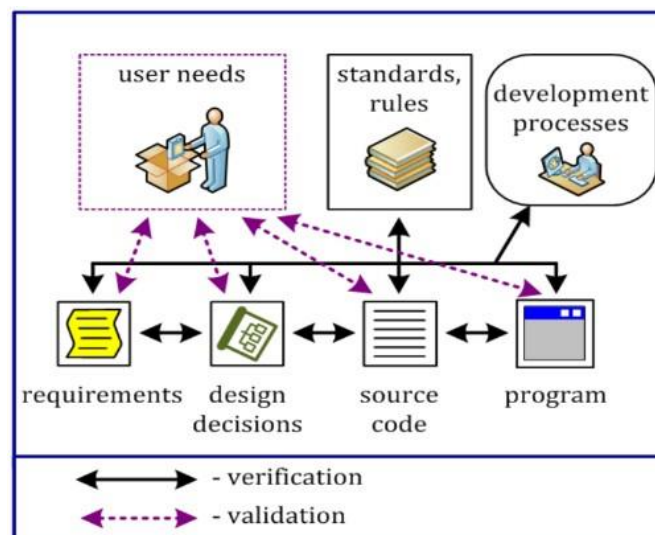 user needs
standards,
rules
development
processes
requirements
design
decisions
source
code
program
- verification
- validation